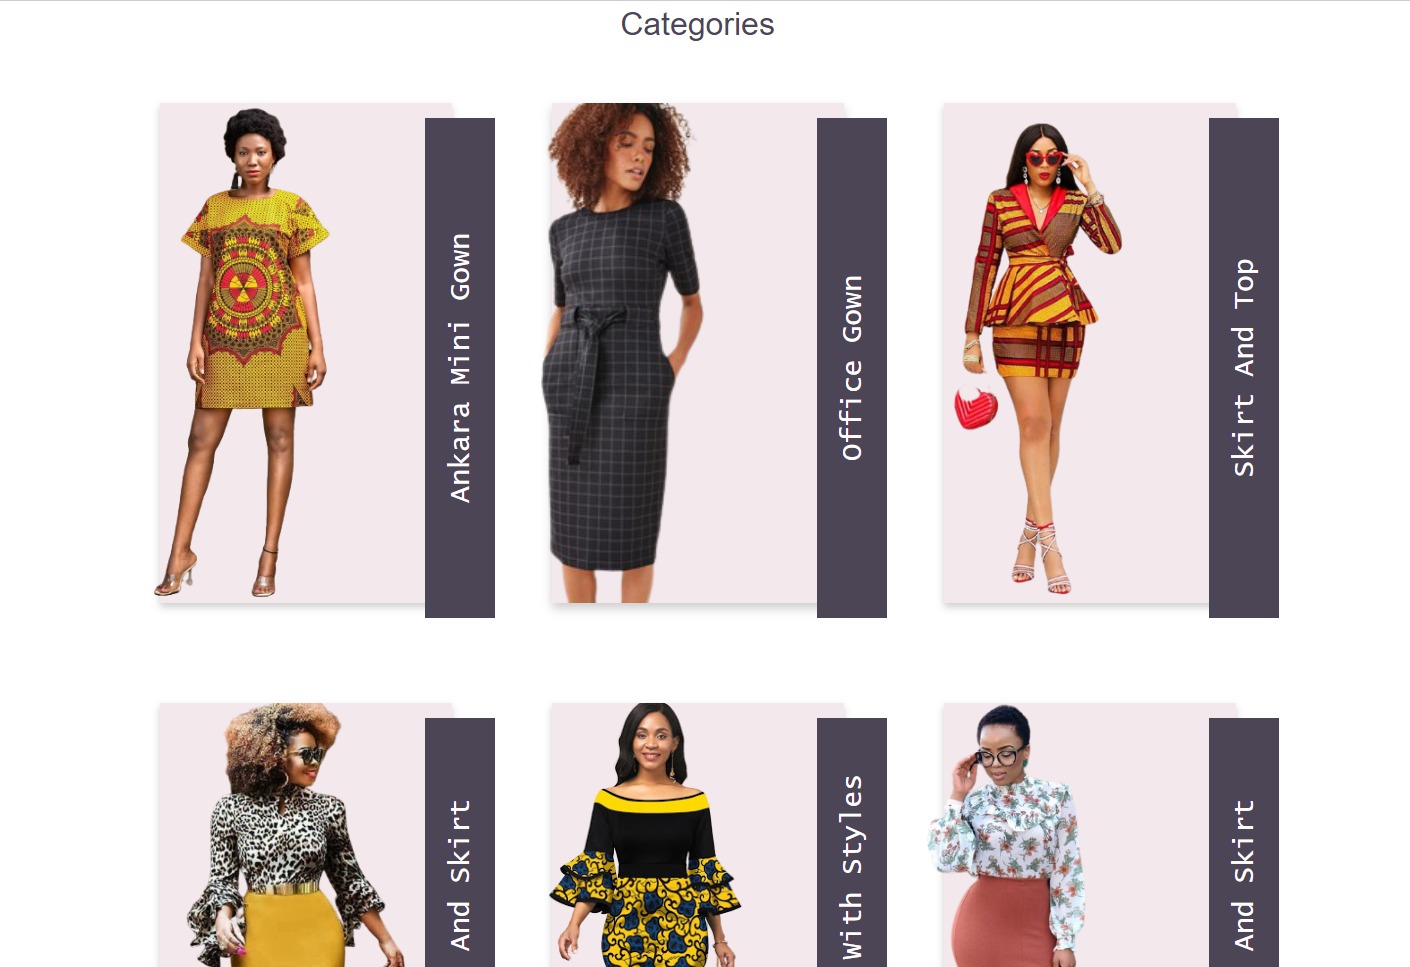 Categories
Ankara Mini Gown
Office Gown
Skirt And Top
And Skirt
With Styles
And Skirt